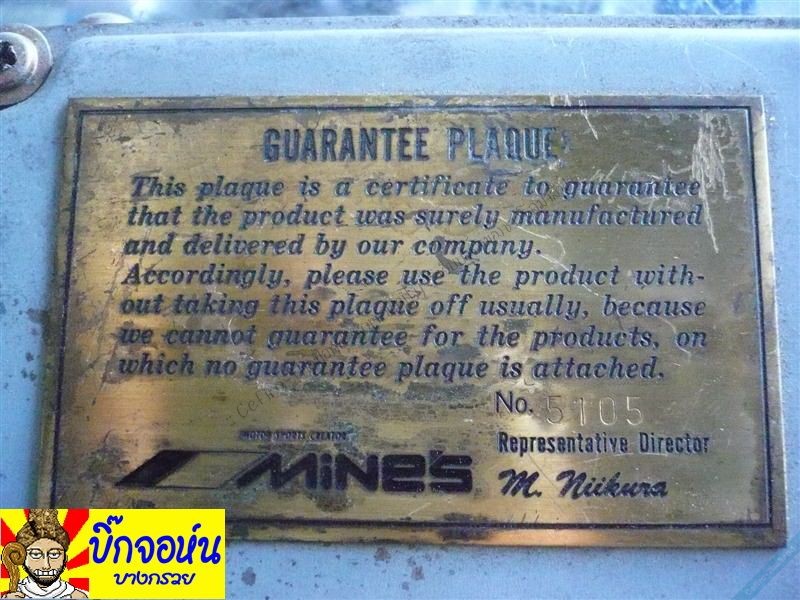 GUARANTEE PLAQUE
This plaque is a certificate to guarantee
that the product was surely manufactured
and delivered by our company.
Accordingly, please use the product with-
out taking this plaque off usually, because
we cannot guarantee for the products, on
which no guarantee plaque is attached.
No. 5105
MOTOR SPORTS CREATOR
MiNe's
Representative Director
M. Niikura
บิ๊กจอห์น
บางกรวย